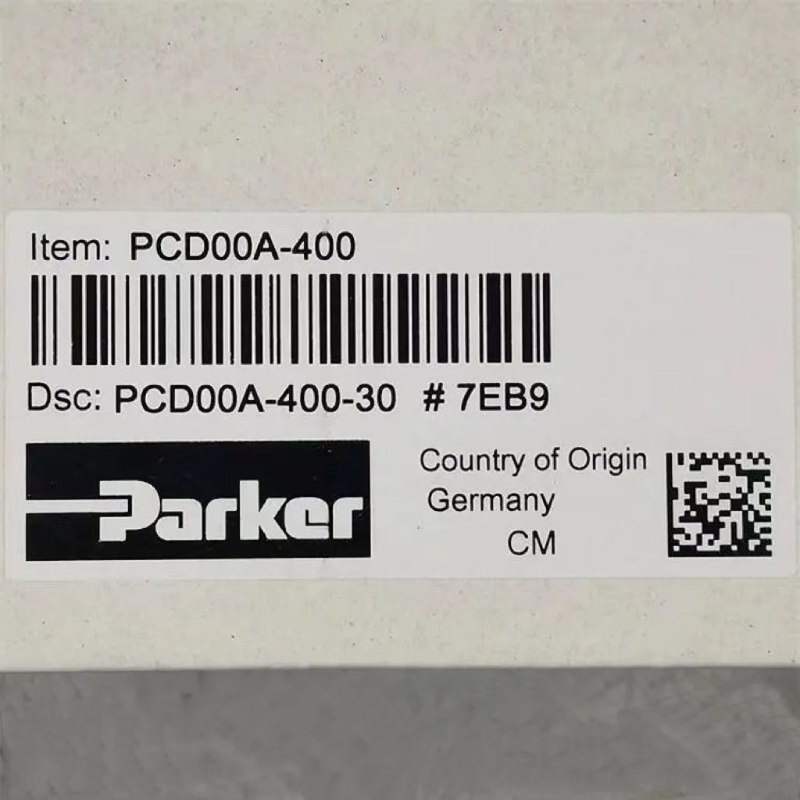 Item: PCD00A-400
Dsc: PCD00A-400-30 # 7EB9
Parker
Country of Origin
Germany
CM